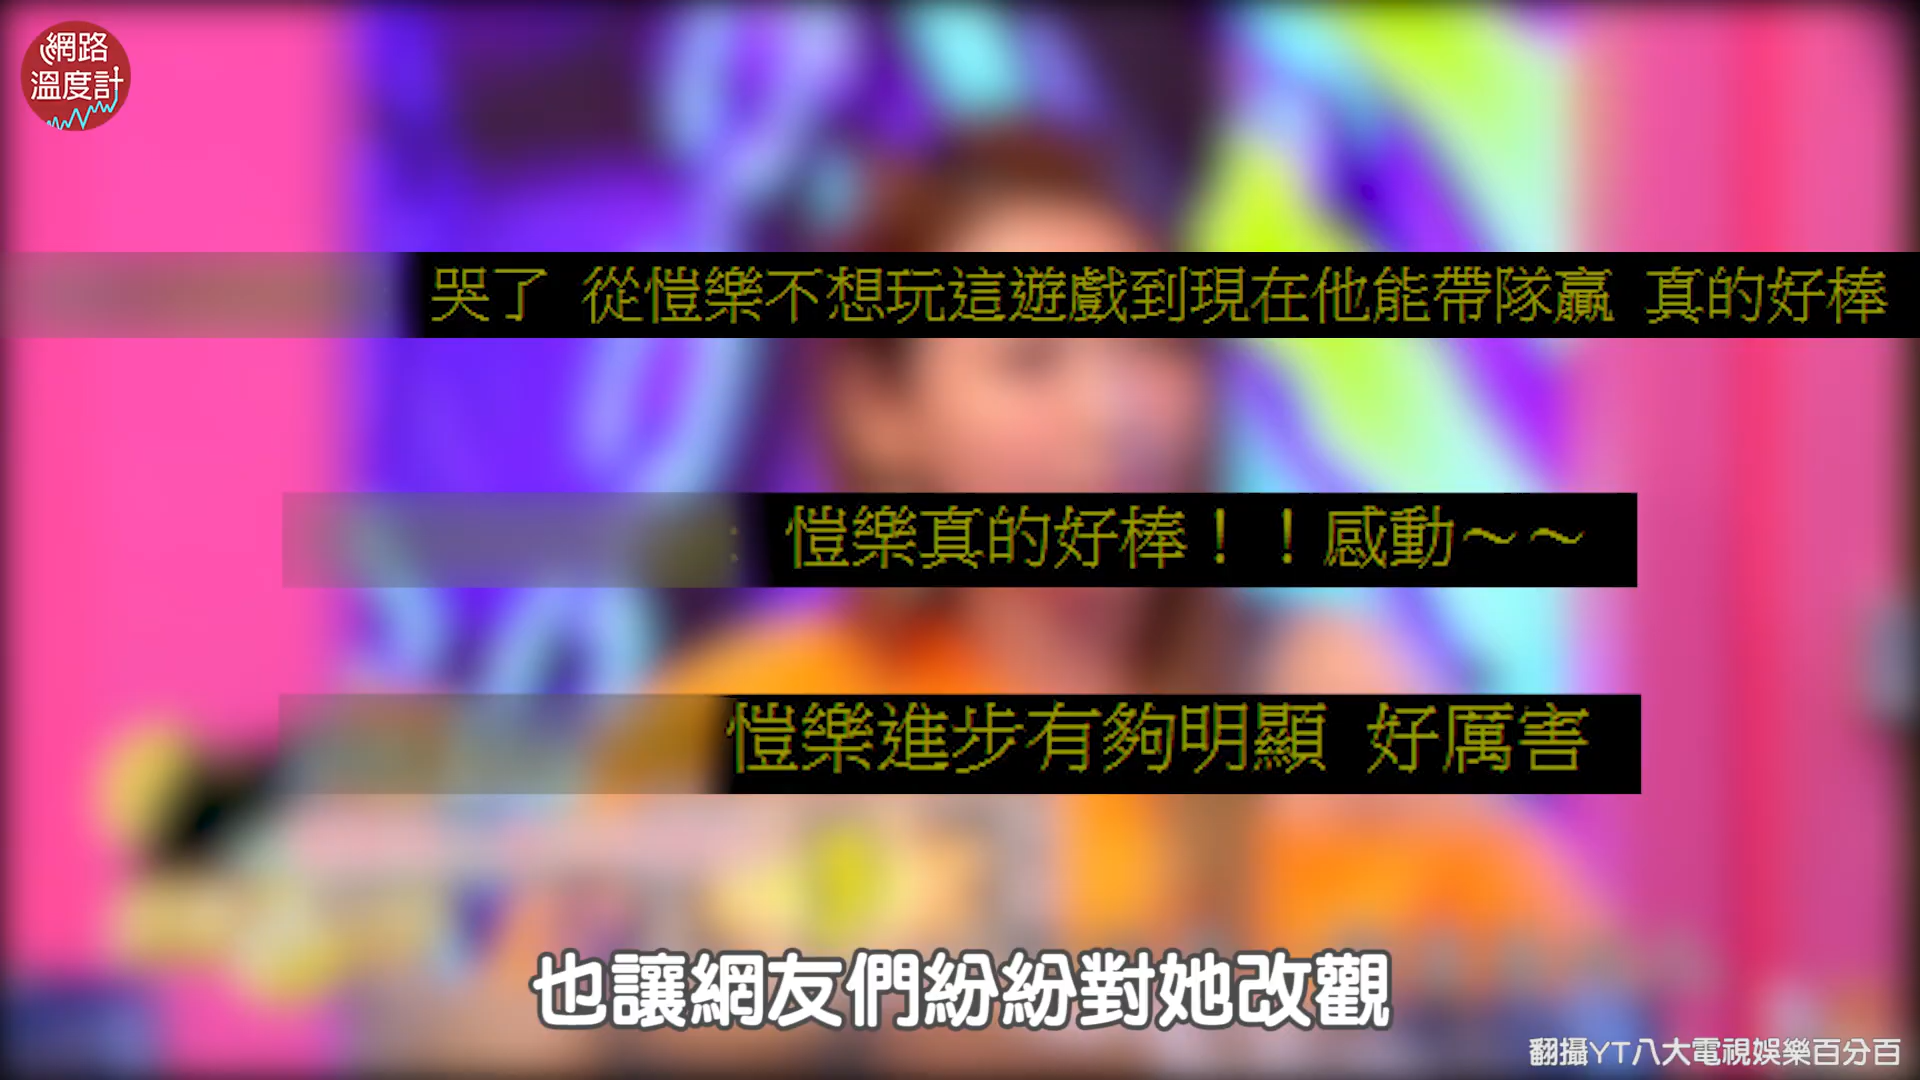 網路
溫度計
哭了 從愷樂不想玩這遊戲到現在他能帶隊贏 真的好棒
: 愷樂真的好棒！！感動～～
愷樂進步有夠明顯 好厲害
也讓網友們紛紛對她改觀
翻攝YT八大電視娛樂百分百